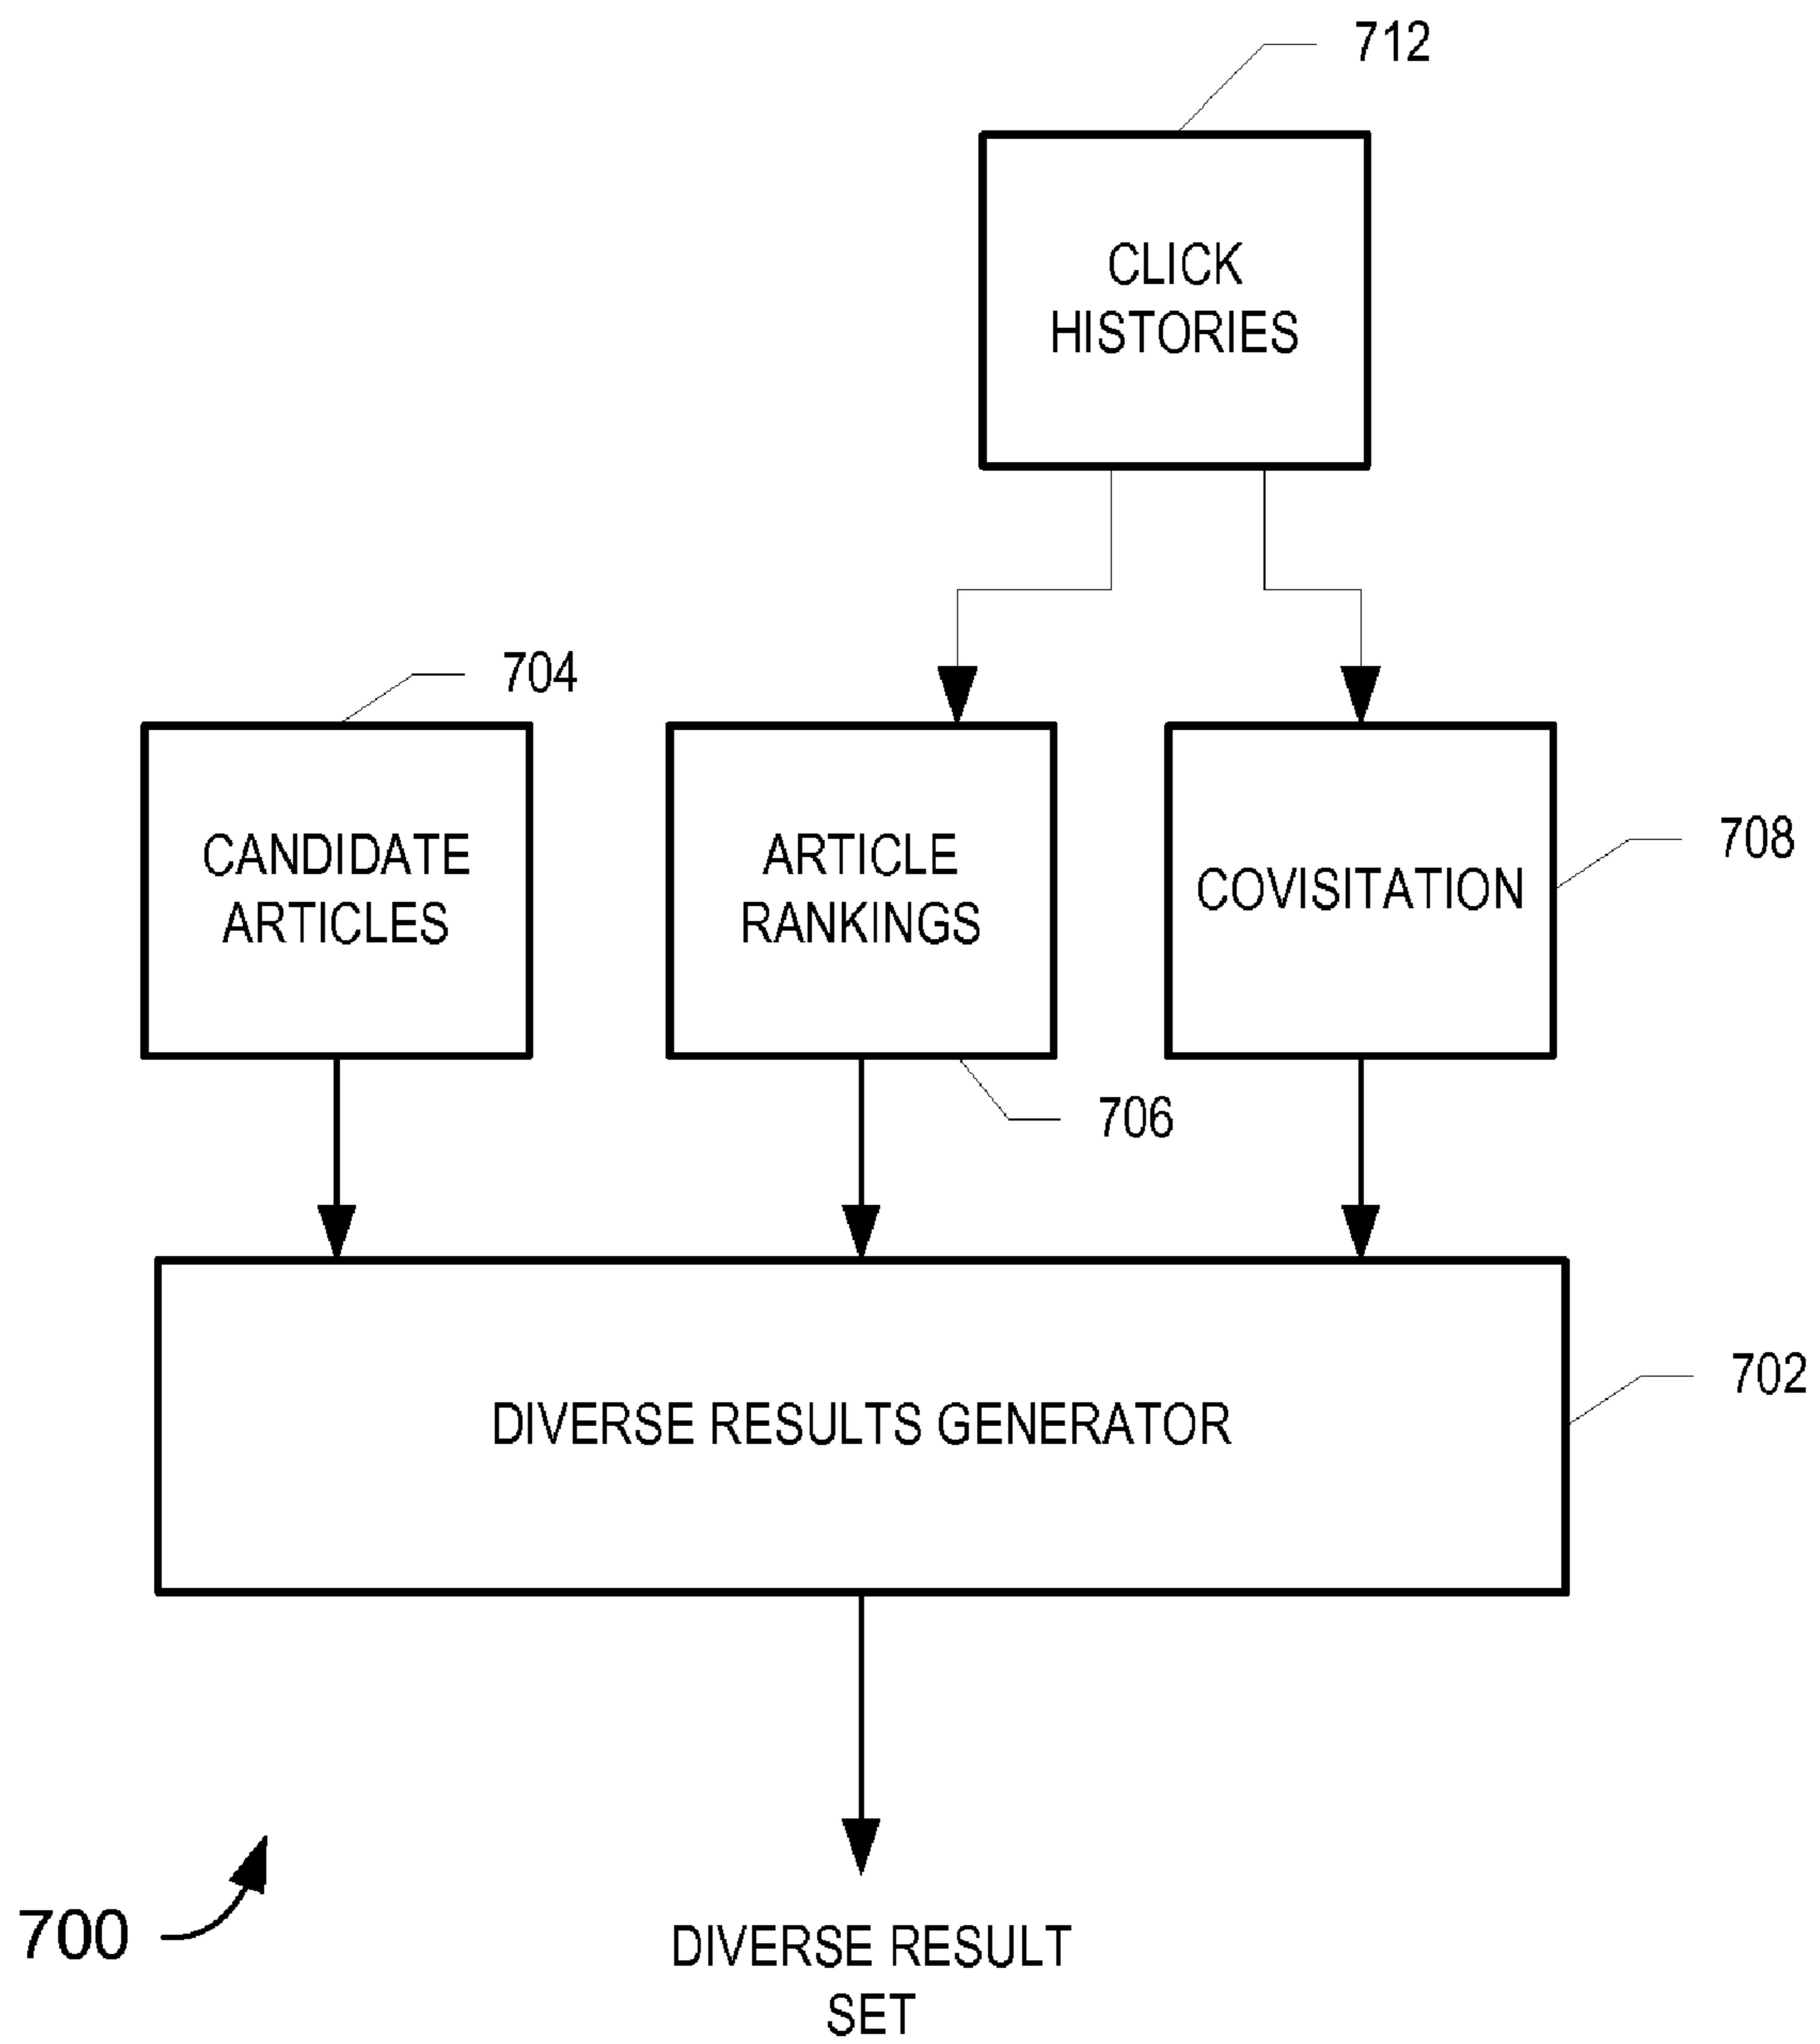 712
CLICK
HISTORIES
704
CANDIDATE
ARTICLES
ARTICLE
RANKINGS
706
COVISITATION
708
DIVERSE RESULTS GENERATOR
702
700
DIVERSE RESULT
SET